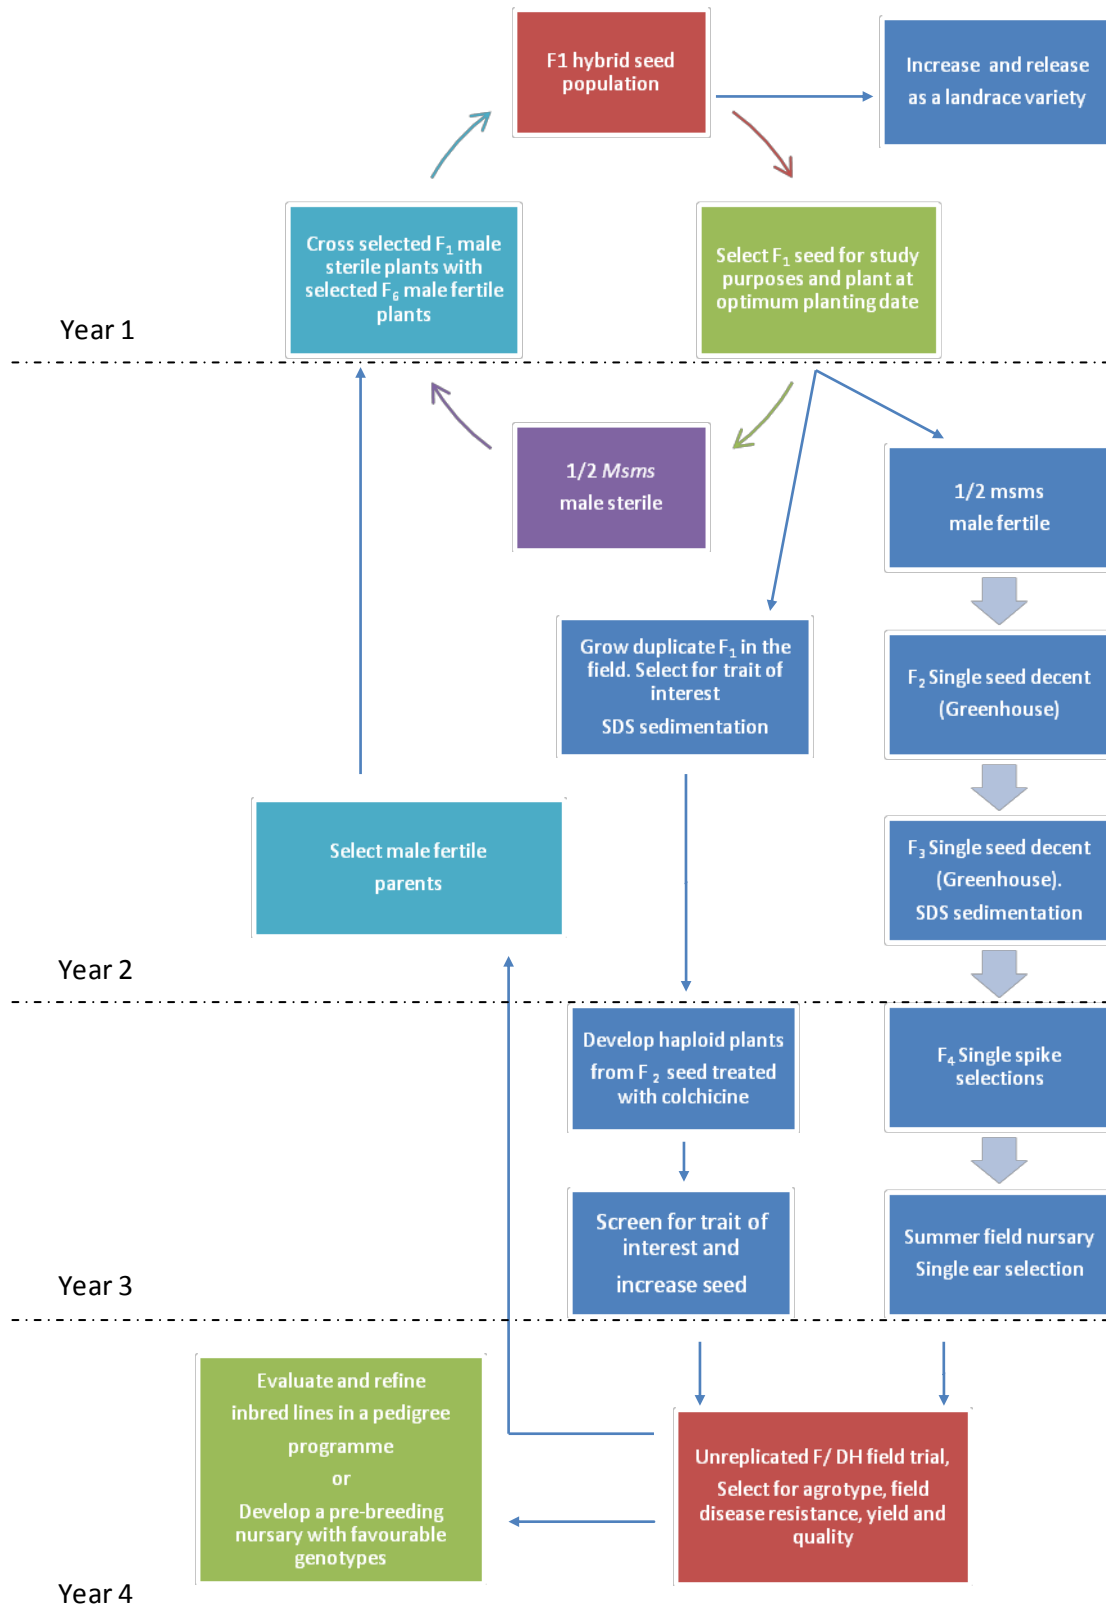 F1 hybrid seed
population
Increase and release
as a landrace variety
Cross selected F₁ male
sterile plants with
selected F₆ male fertile
plants
Select F₁ seed for study
purposes and plant at
optimum planting date
Year 1
1/2 Msms
male sterile
1/2 msms
male fertile
Grow duplicate F₁ in the
field. Select for trait of
interest
SDS sedimentation
F₂ Single seed decent
(Greenhouse)
Select male fertile
parents
F₃ Single seed decent
(Greenhouse).
SDS sedimentation
Year 2
Develop haploid plants
from F ₂ seed treated
with colchicine
F₄ Single spike
selections
Screen for trait of
interest and
increase seed
Summer field nursary
Single ear selection
Year 3
Evaluate and refine
inbred lines in a pedigree
programme
or
Develop a pre-breeding
nursary with favourable
genotypes
Unreplicated F/ DH field trial,
Select for agrotype, field
disease resistance, yield and
quality
Year 4